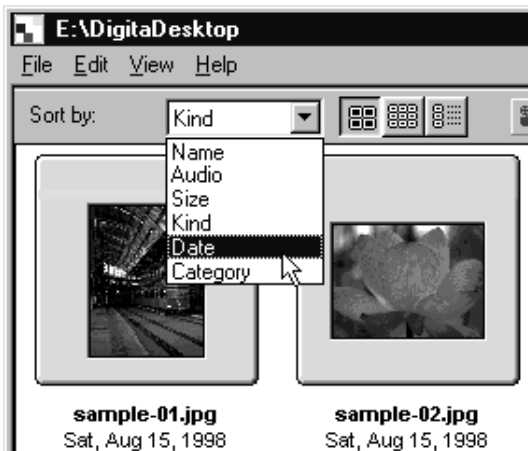 E:\DigitaDesktop
File Edit View Help
Sort by: Kind
Name
Audio
Size
Kind
Date
Category
sample-01.jpg sample-02.jpg
Sat, Aug 15, 1998 Sat, Aug 15, 1998